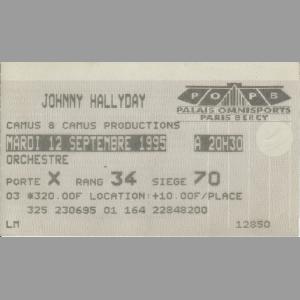 JOHNNY HALLYDAY
POPB
PALAIS OMNISPORTS
PARIS BERCY
CAMUS & CAMUS PRODUCTIONS
MARDI 12 SEPTEMBRE 1995 A 20H30
ORCHESTRE
PORTE X RANG 34 SIEGE 70
03 *320.00F LOCATION:+10.00F/PLACE
325 230695 01 164 22848200
LM 12850